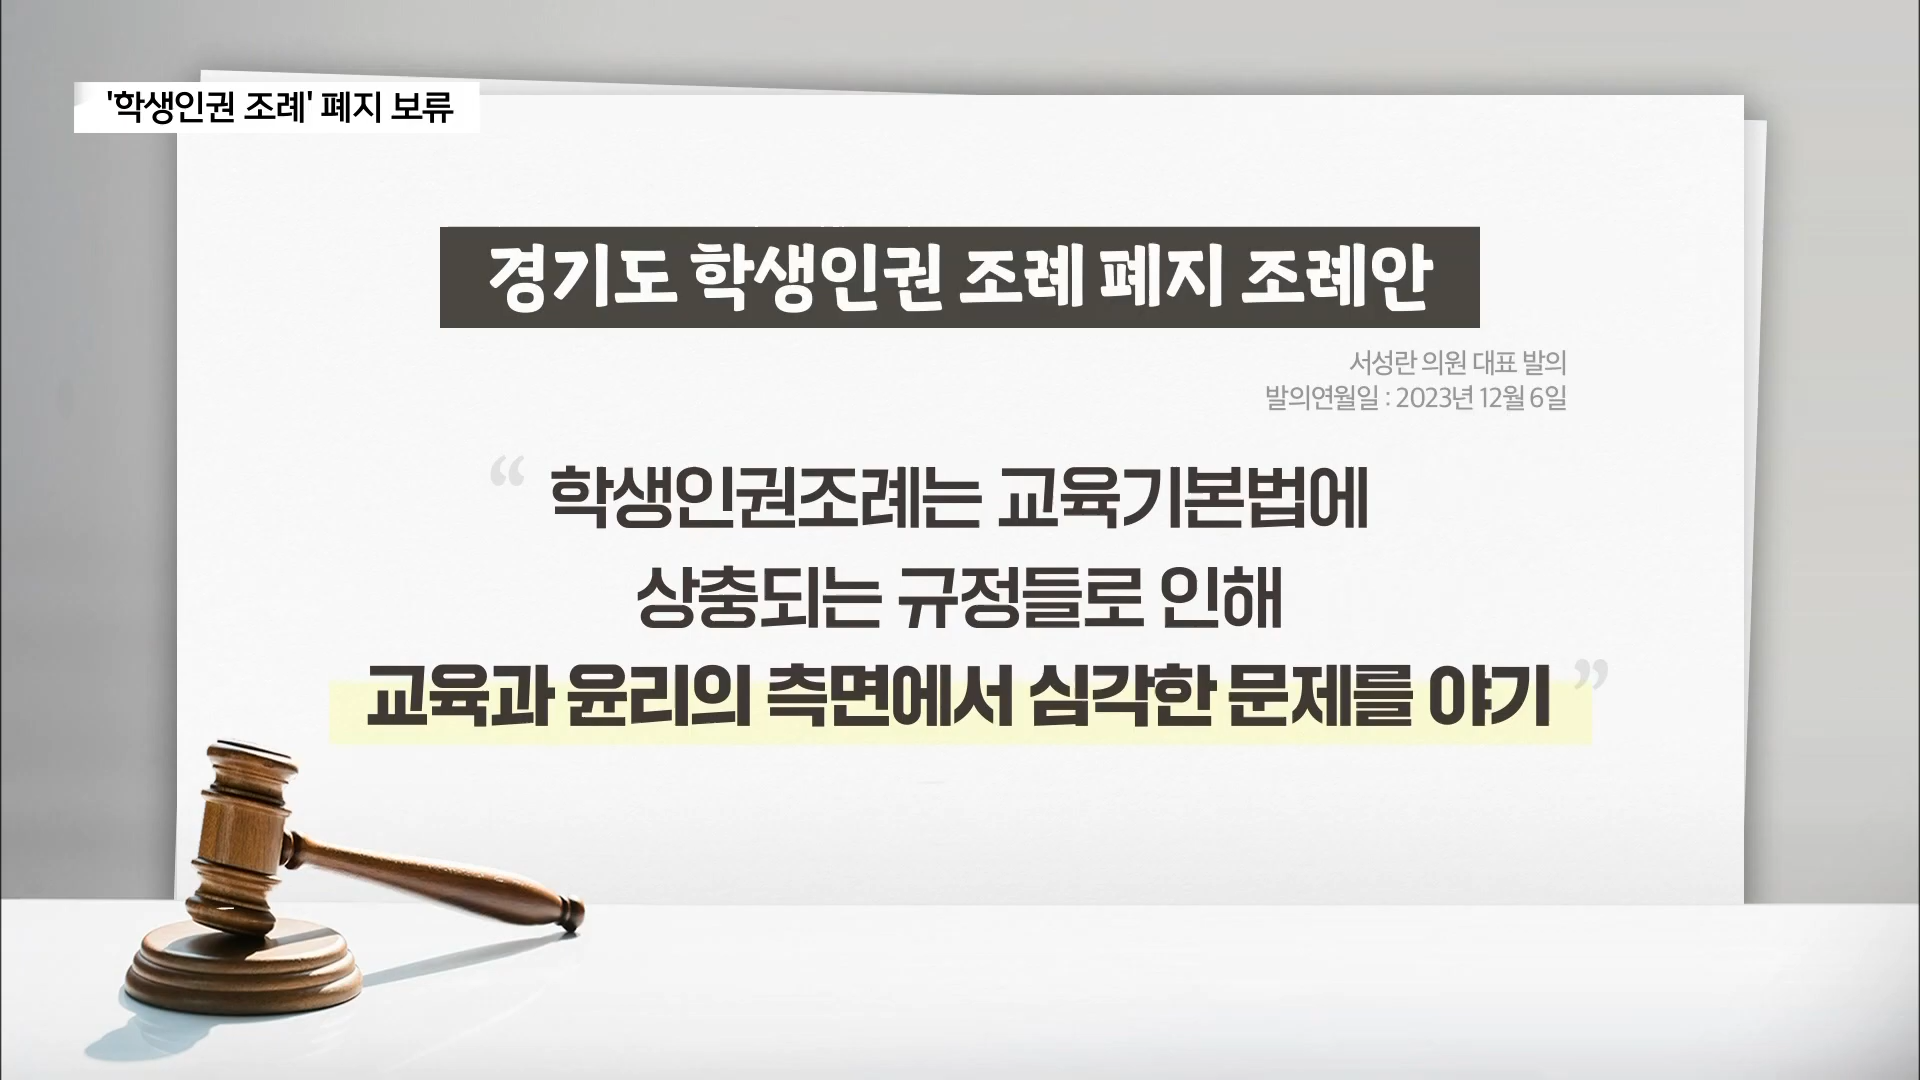 '학생인권 조례' 폐지 보류
경기도 학생인권 조례 폐지 조례안
서성란 의원 대표 발의
발의연월일 : 2023년 12월 6일
“ 학생인권조례는 교육기본법에
상충되는 규정들로 인해
교육과 윤리의 측면에서 심각한 문제를 야기 ”